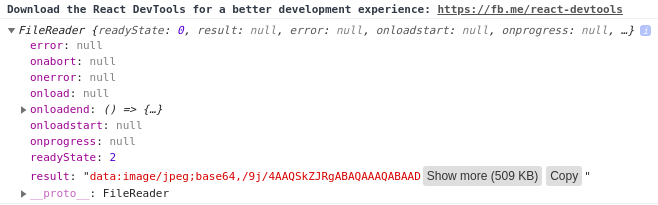 Download the React DevTools for a better development experience: https://fb.me/react-devtools
FileReader {readyState: 0, result: null, error: null, onloadstart: null, onprogress: null, …} i
error: null
onabort: null
onerror: null
onload: null
onloadend: () => {…}
onloadstart: null
onprogress: null
readyState: 2
result: "data:image/jpeg;base64,/9j/4AAQSkZJRgABAQAAAQABAAD Show more (509 KB) Copy "
__proto__: FileReader